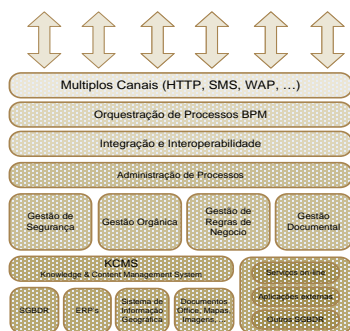 Multiplos Canais (HTTP, SMS, WAP, ...)
Orquestração de Processos BPM
Integração e Interoperabilidade
Administração de Processos
Gestão de
Segurança
Gestão Orgânica
Gestão de
Regras de
Negocio
Gestão
Documental
KCMS
Knowledge & Content Management System
SGBDR
ERP's
Sistema de
Informação
Geográfica
Documentos
Office, Mapas,
Imagens....
Serviços on-line
Aplicações externas
Outros SGBDR